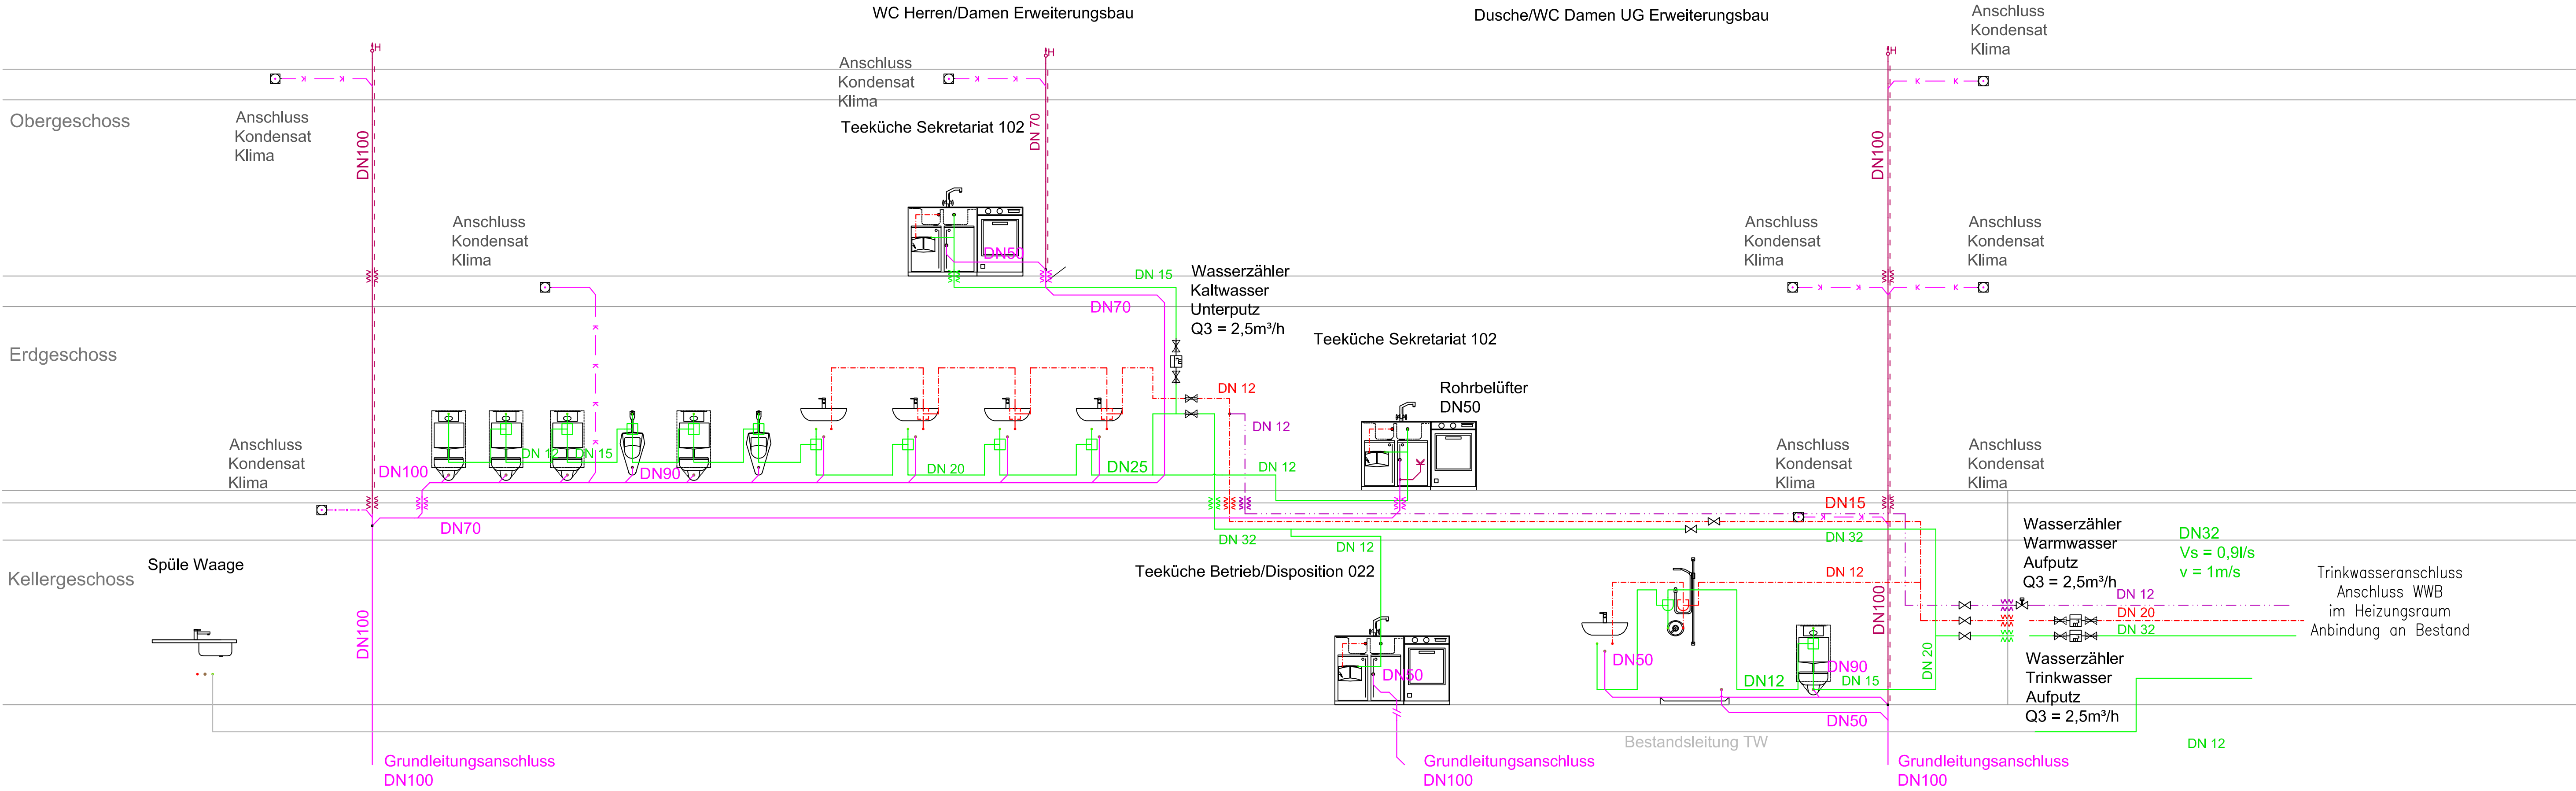 WC Herren/Damen Erweiterungsbau
Dusche/WC Damen UG Erweiterungsbau
Anschluss
Kondensat
Klima
H
H
H
Anschluss
Kondensat
Klima
K
K
K
K
K
K
Obergeschoss
Anschluss
Kondensat
Klima
Teeküche Sekretariat 102
DN100
DN 70
DN100
Anschluss
Kondensat
Klima
DN50
Anschluss
Kondensat
Klima
Anschluss
Kondensat
Klima
DN 15
Wasserzähler
Kaltwasser
Unterputz
Q3 = 2,5m³/h
DN70
K
K
K
K
K
K
K
Teeküche Sekretariat 102
Erdgeschoss
DN 12
Rohrbelüfter
DN50
DN 12
Anschluss
Kondensat
Klima
DN100
DN 12
DN 15
DN90
DN 20
DN25
DN 12
Anschluss
Kondensat
Klima
Anschluss
Kondensat
Klima
DN15
K
K
DN70
DN 32
DN 12
DN 32
Wasserzähler
Warmwasser
Aufputz
Q3 = 2,5m³/h
DN32
Vs = 0,9l/s
v = 1m/s
Kellergeschoss
Spüle Waage
Teeküche Betrieb/Disposition 022
DN 12
Trinkwasseranschluss
Anschluss WWB
im Heizungsraum
Anbindung an Bestand
DN100
DN100
DN 12
DN 20
DN 32
DN50
DN50
DN12
DN90
DN 15
DN 20
Wasserzähler
Trinkwasser
Aufputz
Q3 = 2,5m³/h
DN50
Bestandsleitung TW
DN 12
Grundleitungsanschluss
DN100
Grundleitungsanschluss
DN100
Grundleitungsanschluss
DN100